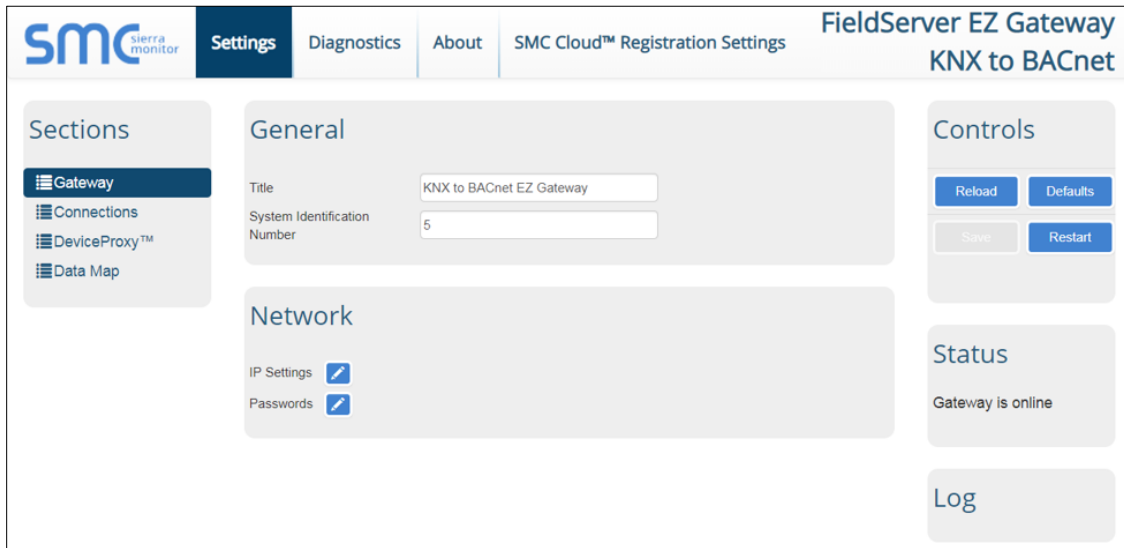 SMC sierra monitor
Settings
Diagnostics
About
SMC Cloud™ Registration Settings
FieldServer EZ Gateway
KNX to BACnet
Sections
Gateway
Connections
DeviceProxy™
Data Map
General
Title
KNX to BACnet EZ Gateway
System Identification
Number
5
Network
IP Settings
Passwords
Controls
Reload
Defaults
Save
Restart
Status
Gateway is online
Log